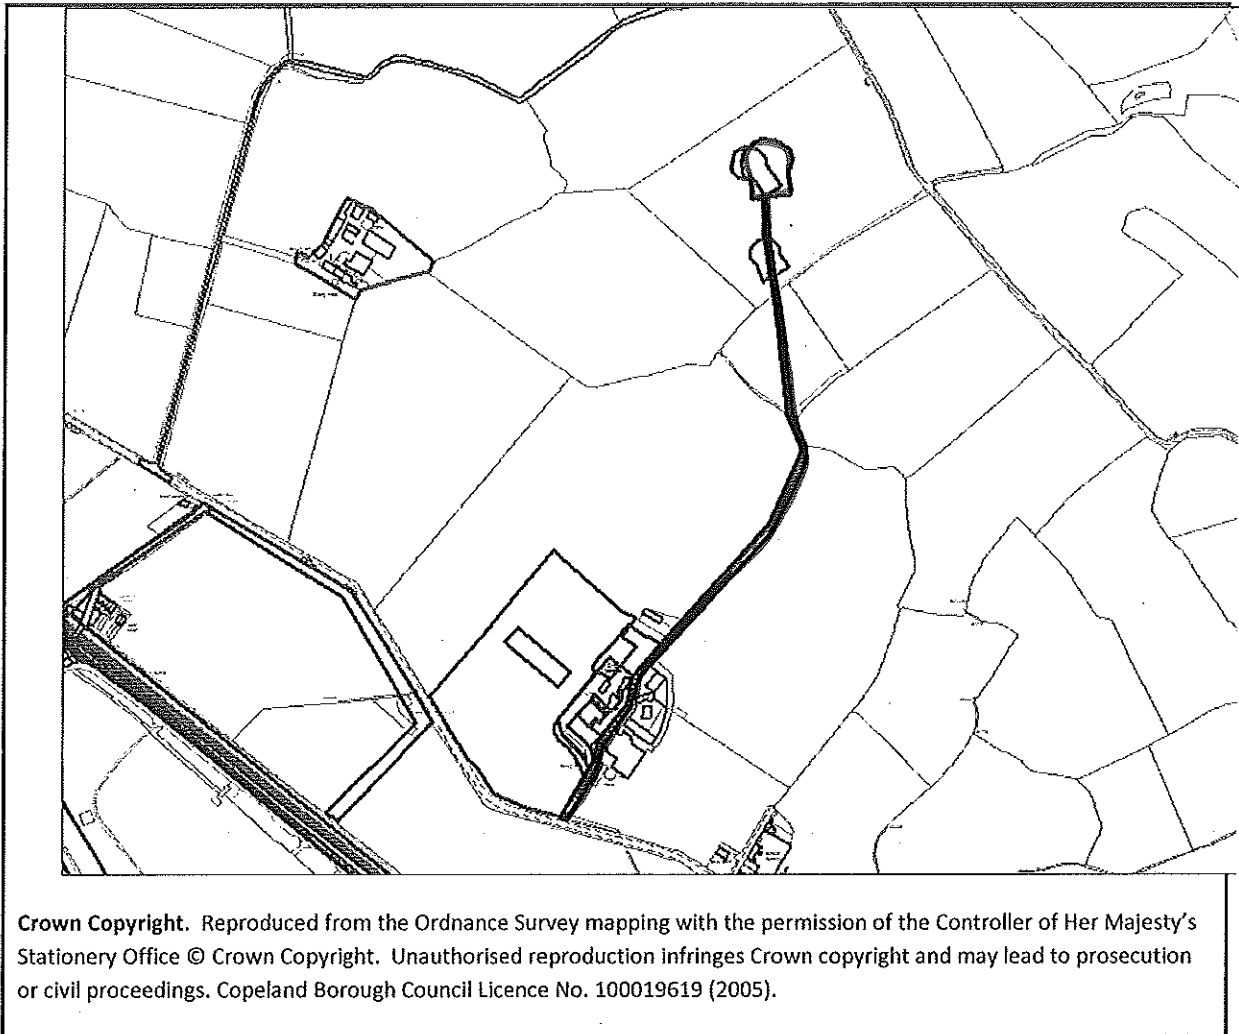 Crown Copyright. Reproduced from the Ordnance Survey mapping with the permission of the Controller of Her Majesty's
Stationery Office © Crown Copyright. Unauthorised reproduction infringes Crown copyright and may lead to prosecution
or civil proceedings. Copeland Borough Council Licence No. 100019619 (2005).